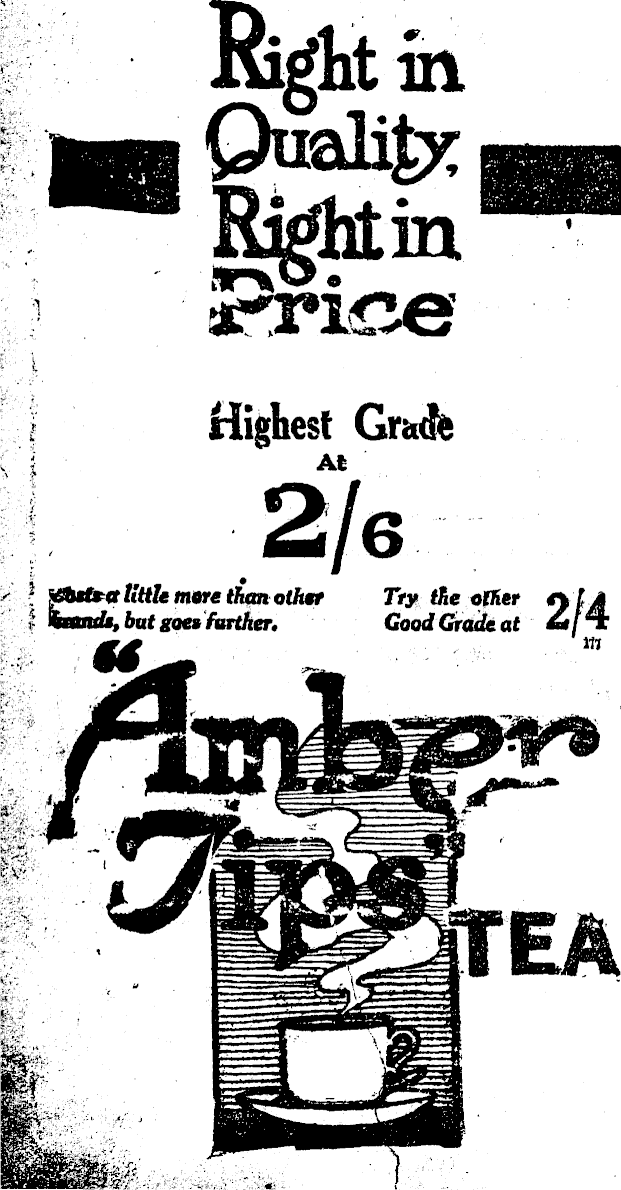 Right in
Quality,
Right in
Price
Highest Grade
At
2/6
costs a little more than other
brands, but goes further.
Try the other
Good Grade at
2/4
177
"Amber
Tips"
TEA